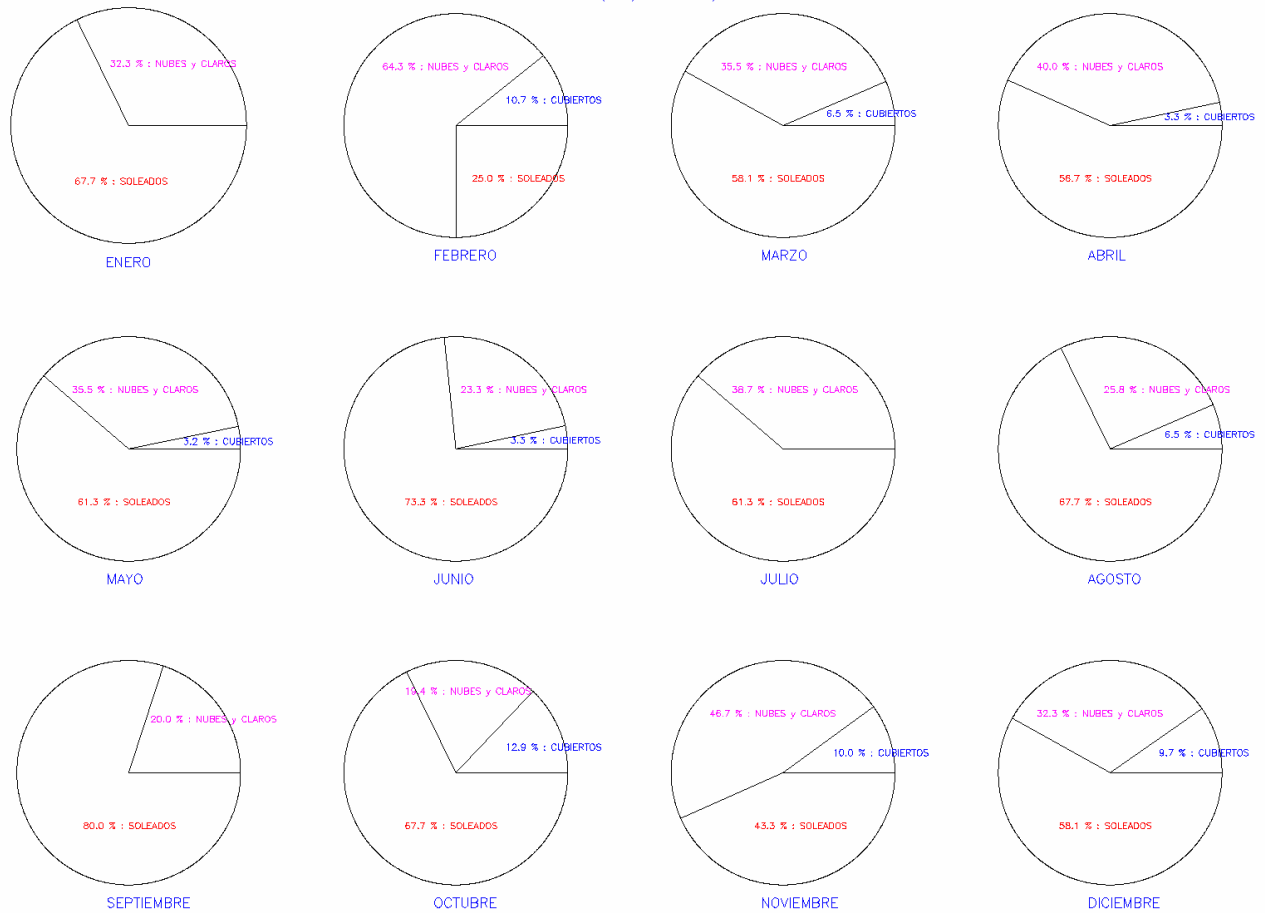 32.3 % : NUBES y CLAROS
67.7 % : SOLEADOS
ENERO
64.3 % : NUBES y CLAROS
10.7 % : CUBIERTOS
25.0 % : SOLEADOS
FEBRERO
35.5 % : NUBES y CLAROS
6.5 % : CUBIERTOS
58.1 % : SOLEADOS
MARZO
40.0 % : NUBES y CLAROS
3.3 % : CUBIERTOS
56.7 % : SOLEADOS
ABRIL
35.5 % : NUBES y CLAROS
3.2 % : CUBIERTOS
61.3 % : SOLEADOS
MAYO
23.3 % : NUBES y CLAROS
3.3 % : CUBIERTOS
73.3 % : SOLEADOS
JUNIO
38.7 % : NUBES y CLAROS
61.3 % : SOLEADOS
JULIO
25.8 % : NUBES y CLAROS
6.5 % : CUBIERTOS
67.7 % : SOLEADOS
AGOSTO
20.0 % : NUBES y CLAROS
80.0 % : SOLEADOS
SEPTIEMBRE
19.4 % : NUBES y CLAROS
12.9 % : CUBIERTOS
67.7 % : SOLEADOS
OCTUBRE
46.7 % : NUBES y CLAROS
10.0 % : CUBIERTOS
43.3 % : SOLEADOS
NOVIEMBRE
32.3 % : NUBES y CLAROS
9.7 % : CUBIERTOS
58.1 % : SOLEADOS
DICIEMBRE